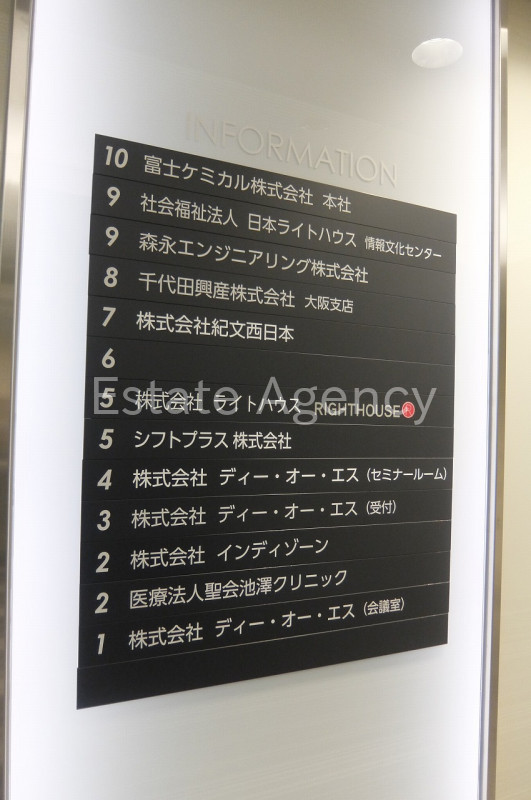 INFORMATION
10 富士ケミカル株式会社 本社
9 社会福祉法人 日本ライトハウス 情報文化センター
9 森永エンジニアリング株式会社
8 千代田興産株式会社 大阪支店
7 株式会社紀文西日本
6
Estate Agency
5 株式会社 ライトハウス RIGHTHOUSE
5 シフトプラス株式会社
4 株式会社 ディー・オー・エス（セミナールーム）
3 株式会社 ディー・オー・エス（受付）
2 株式会社 インディゾーン
2 医療法人聖会池澤クリニック
1 株式会社 ディー・オー・エス（会議室）